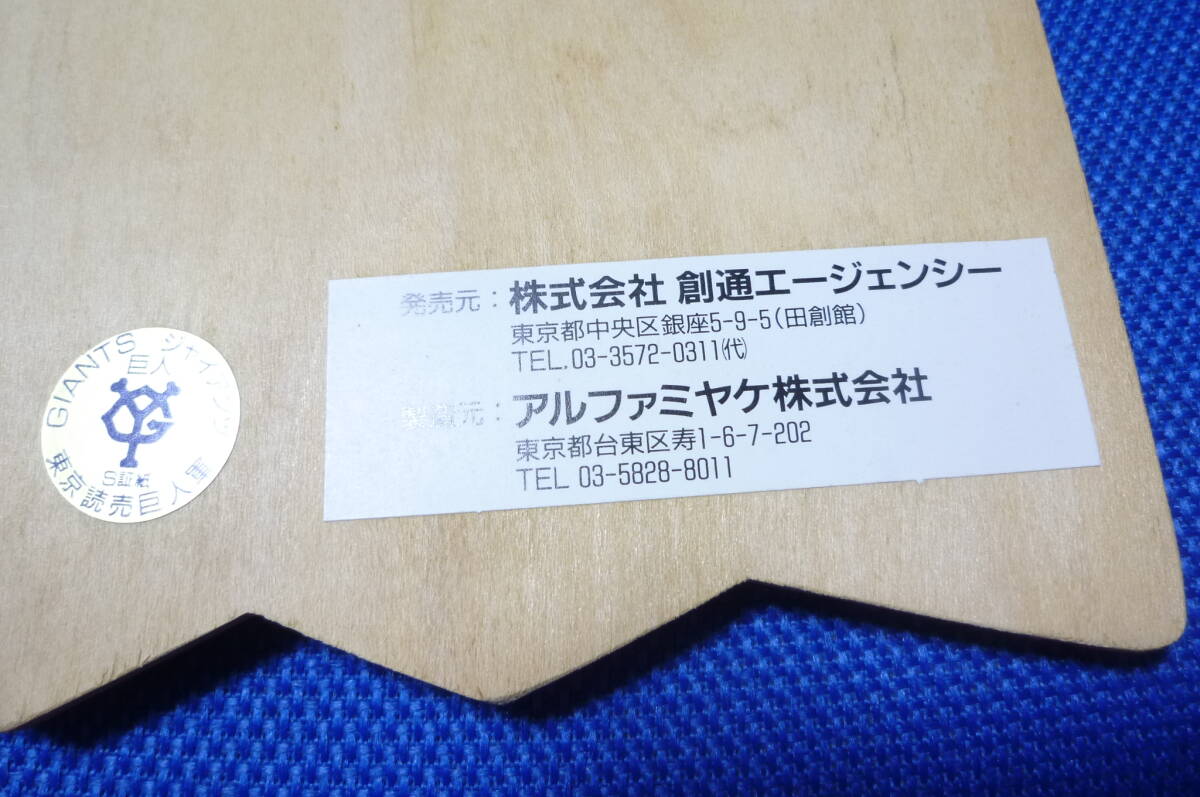 GIANTS ジャイアンツ
巨人
S証紙
東京読売巨人軍
発売元：株式会社 創通エージェンシー
東京都中央区銀座5-9-5（田創館）
TEL.03-3572-0311㈹
製造元：アルファミヤケ株式会社
東京都台東区寿1-6-7-202
TEL 03-5828-8011